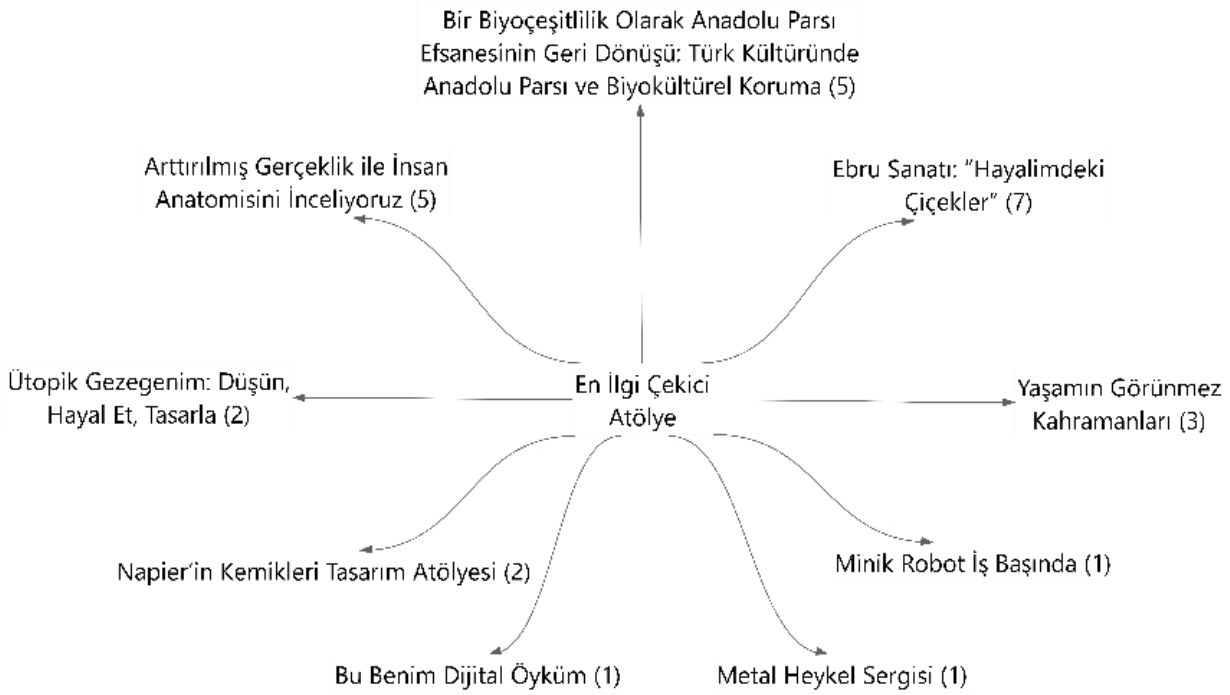 Bir Biyoçeşitlilik Olarak Anadolu Parsı
Efsanesinin Geri Dönüşü: Türk Kültüründe
Anadolu Parsı ve Biyokültürel Koruma (5)
Arttırılmış Gerçeklik ile İnsan
Anatomisini İnceliyoruz (5)
Ebru Sanatı: “Hayalimdeki
Çiçekler” (7)
Ütopik Gezegenim: Düşün,
Hayal Et, Tasarla (2)
En İlgi Çekici
Atölye
Yaşamın Görünmez
Kahramanları (3)
Napier’in Kemikleri Tasarım Atölyesi (2)
Minik Robot İş Başında (1)
Bu Benim Dijital Öyküm (1)
Metal Heykel Sergisi (1)